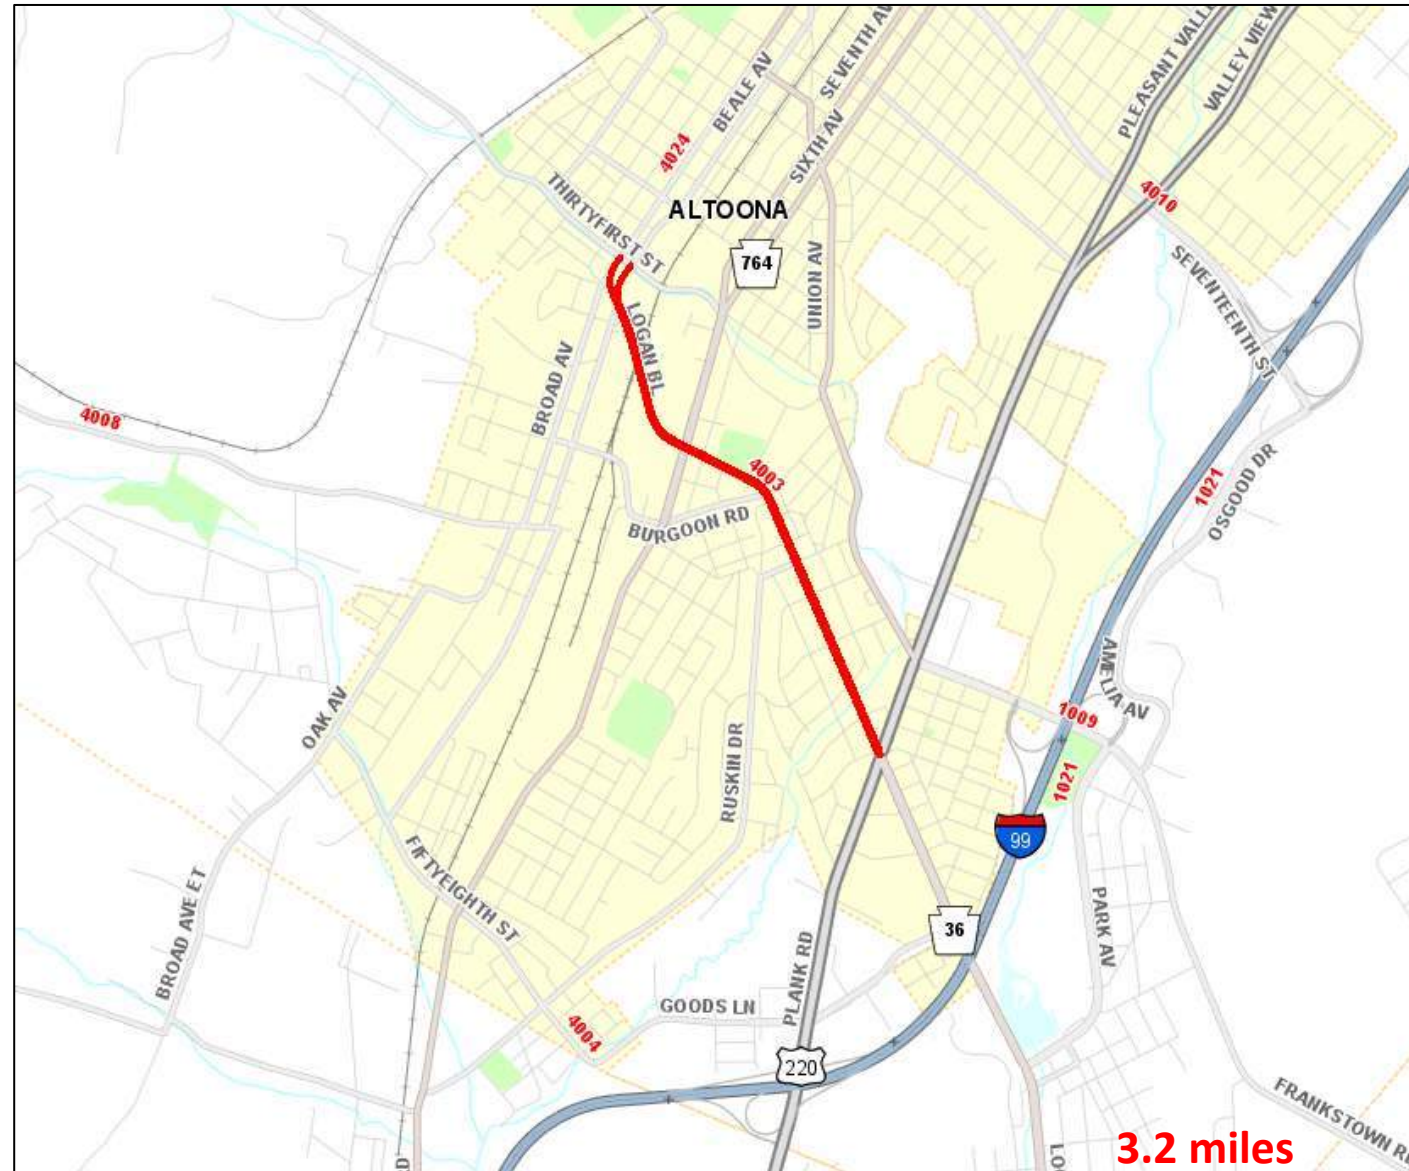 SEVENTH AV
PLEASANT VALL
VALLEY VIEW
BEALE AV
SIXTH AV
4024
THIRTYFIRST ST
ALTOONA
4010
764
UNION AV
SEVENTEENTH ST
LOGAN BL
BROAD AV
4008
4003
1021
OSGOOD DR
BURGOON RD
AMELIA AV
OAK AV
1009
RUSKIN DR
1021
99
FIFTYEIGHTH ST
BROAD AVE ET
36
PARK AV
PLANK RD
GOODS LN
4004
220
FRANKSTOWN R
3.2 miles
D
LO